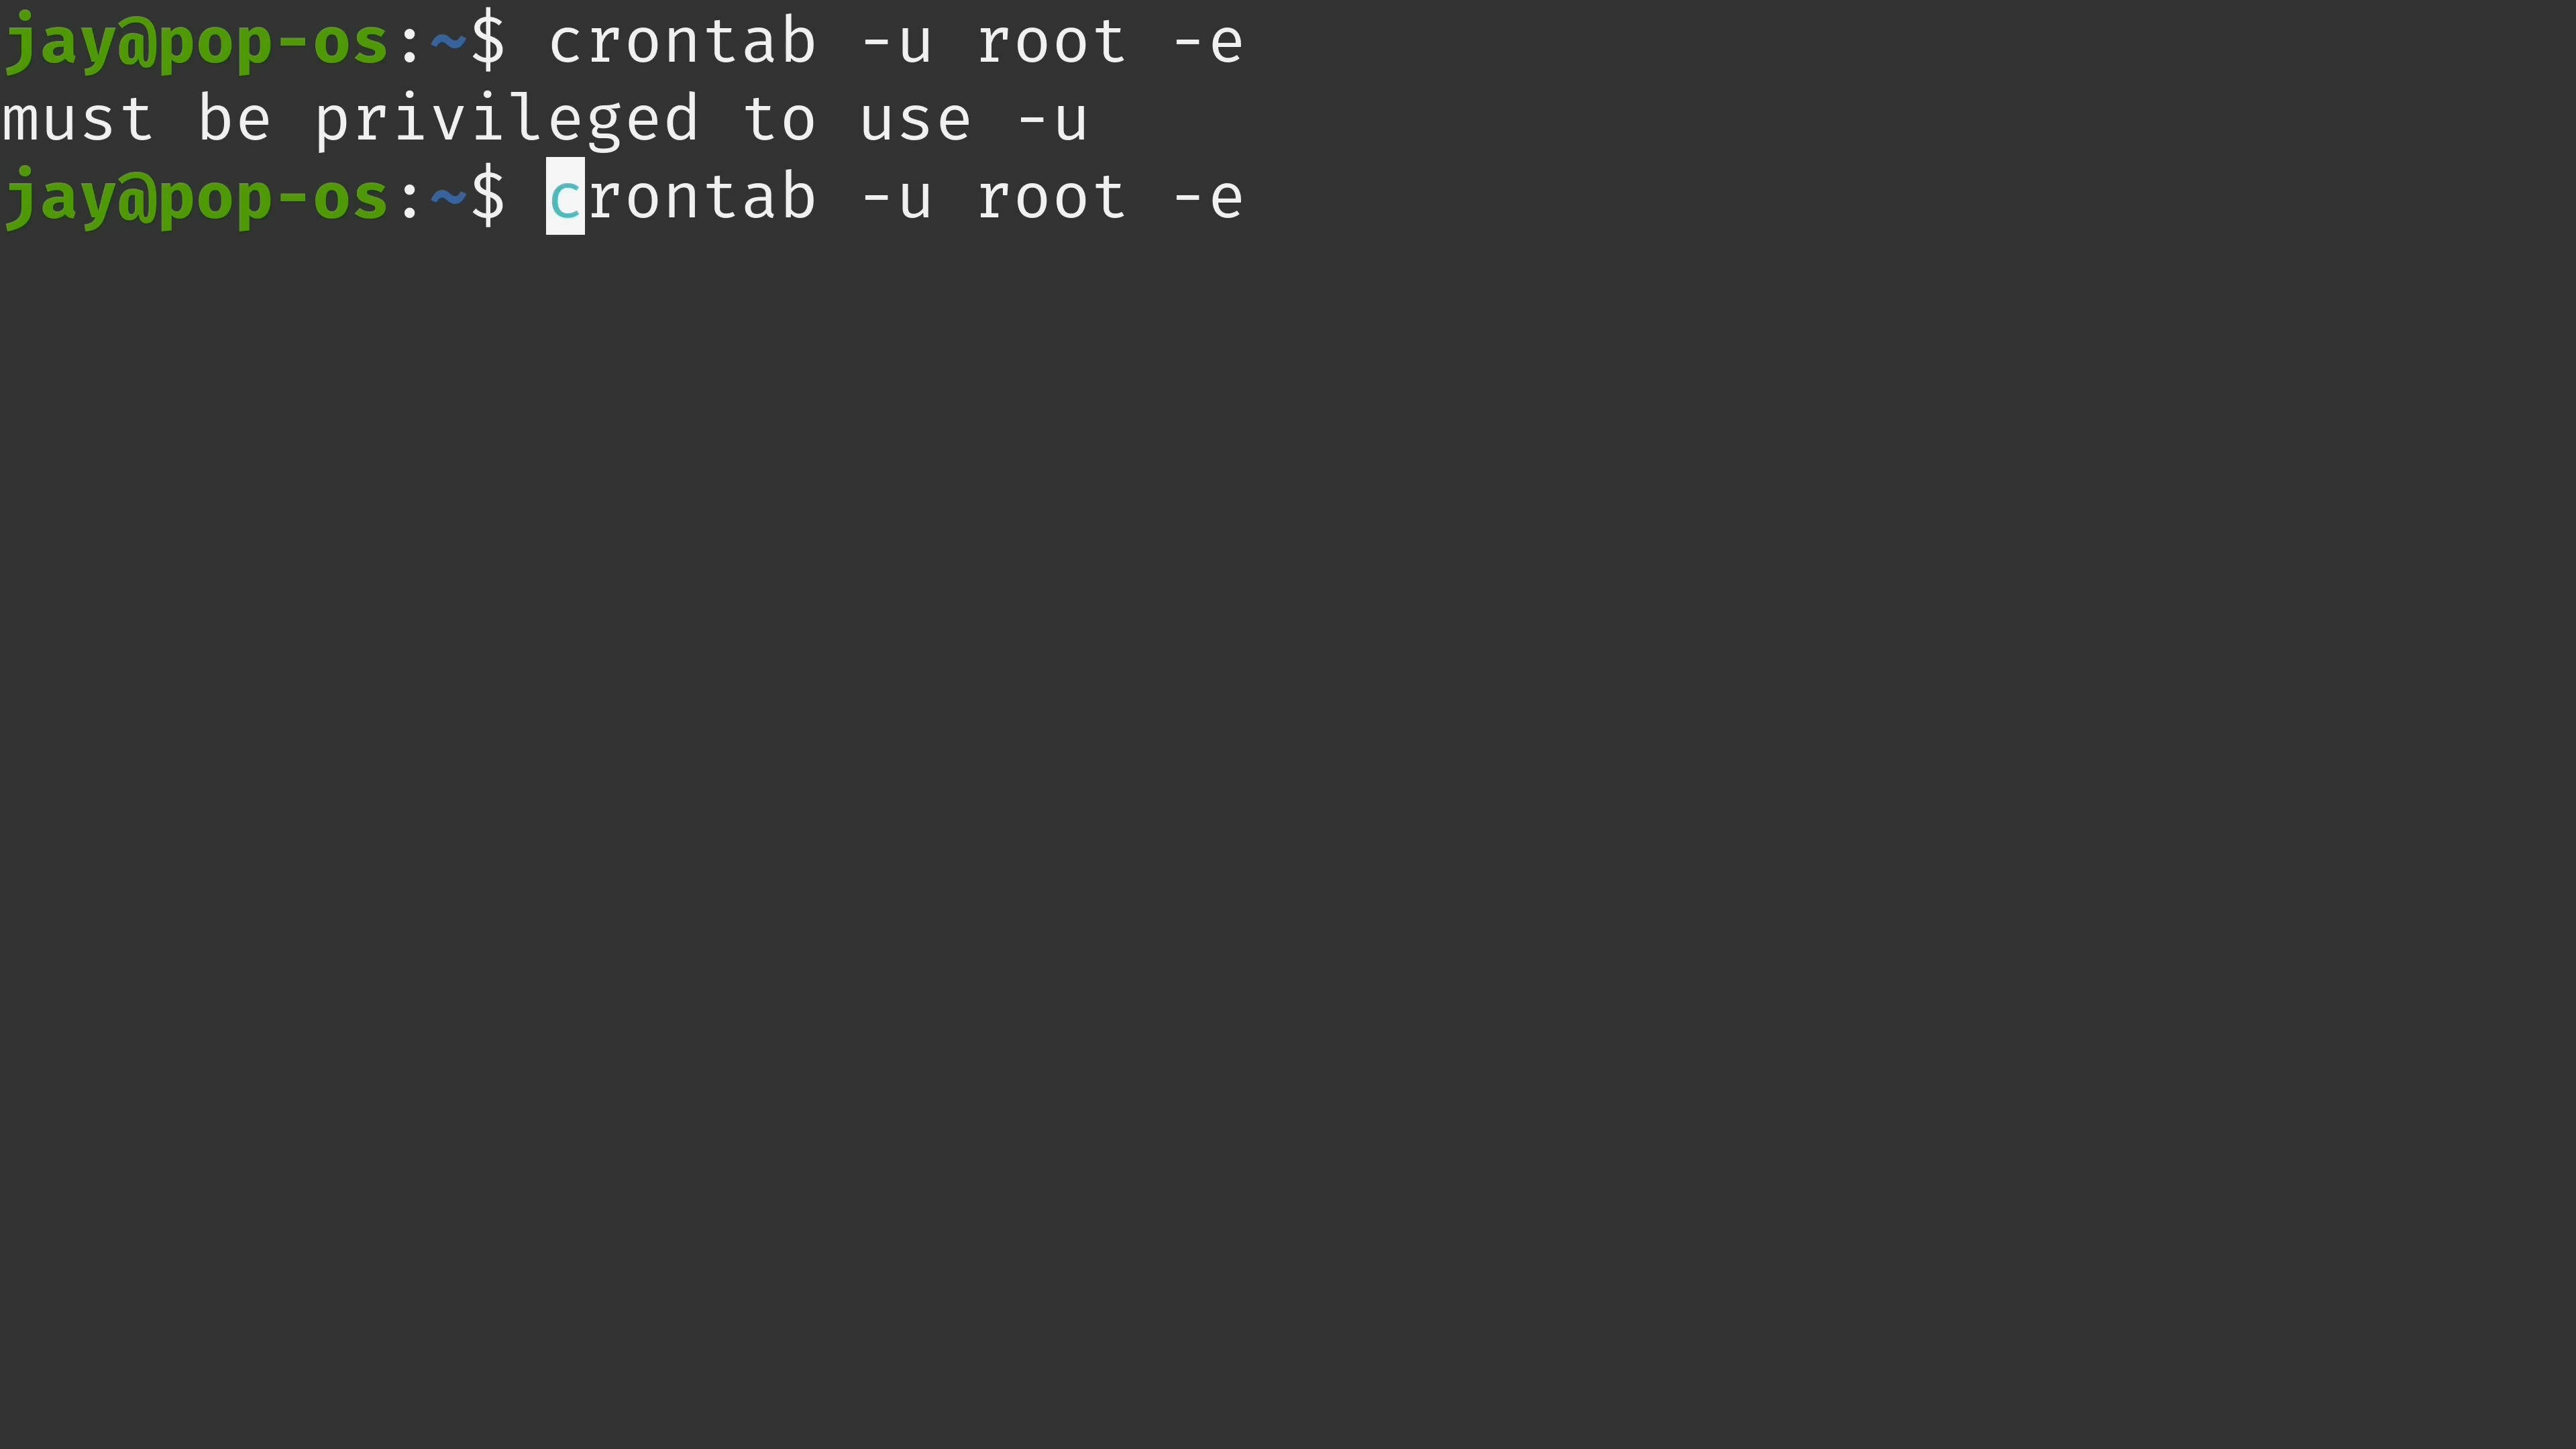 jay@pop-os:~$ crontab -u root -e
must be privileged to use -u
jay@pop-os:~$ crontab -u root -e